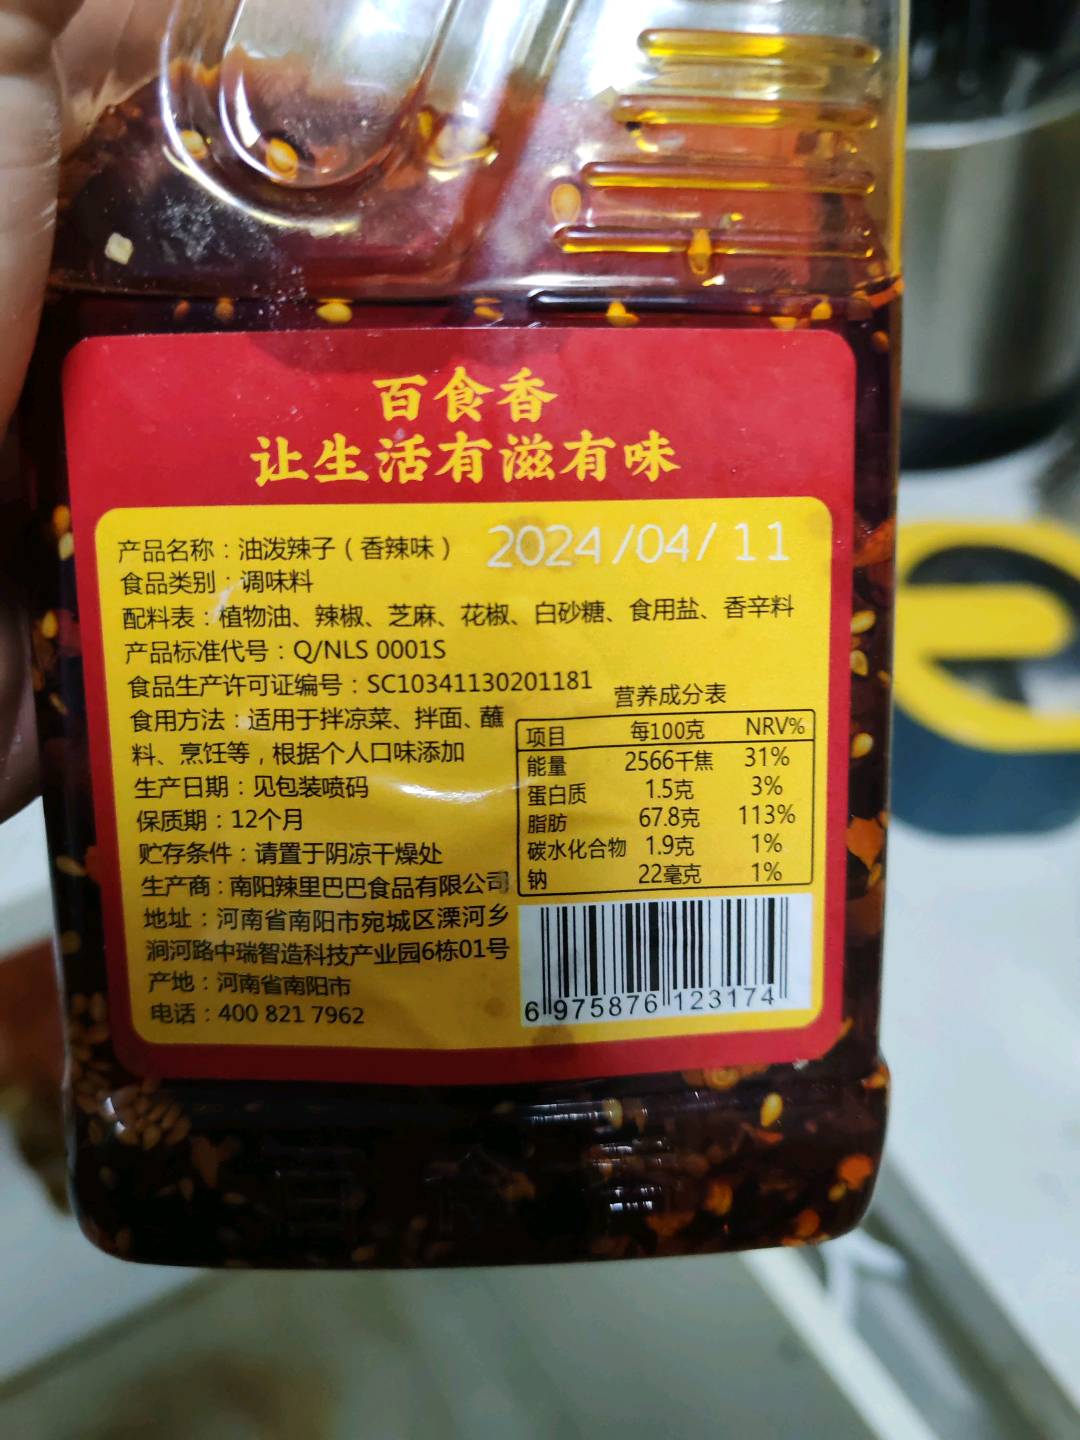 百食香
让生活有滋有味
产品名称：油泼辣子（香辣味） 2024/04/11
食品类别：调味料
配料表：植物油、辣椒、芝麻、花椒、白砂糖、食用盐、香辛料
产品标准代号：Q/NLS 0001S
食品生产许可证编号：SC10341130201181
食用方法：适用于拌凉菜、拌面、蘸
料、烹饪等，根据个人口味添加
生产日期：见包装喷码
保质期：12个月
贮存条件：请置于阴凉干燥处
生产商：南阳辣里巴巴食品有限公司
地址：河南省南阳市宛城区溧河乡
涧河路中瑞智造科技产业园6栋01号
产地：河南省南阳市
电话：400 821 7962
营养成分表
项目 每100克 NRV%
能量 2566千焦 31%
蛋白质 1.5克 3%
脂肪 67.8克 113%
碳水化合物 1.9克 1%
钠 22毫克 1%
6 975876 123174